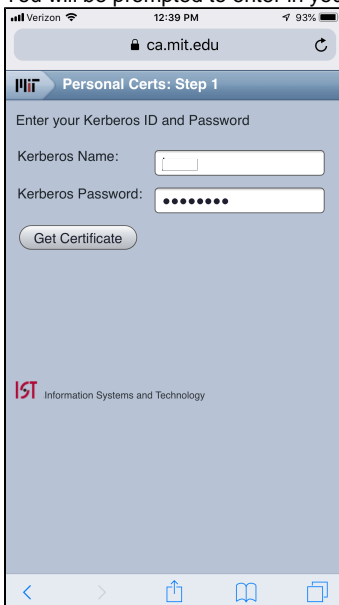 You will be prompted to enter in you
Verizon 12:39 PM 93%
ca.mit.edu
MIT Personal Certs: Step 1
Enter your Kerberos ID and Password
Kerberos Name:
Kerberos Password: ••••••••
Get Certificate
IST Information Systems and Technology